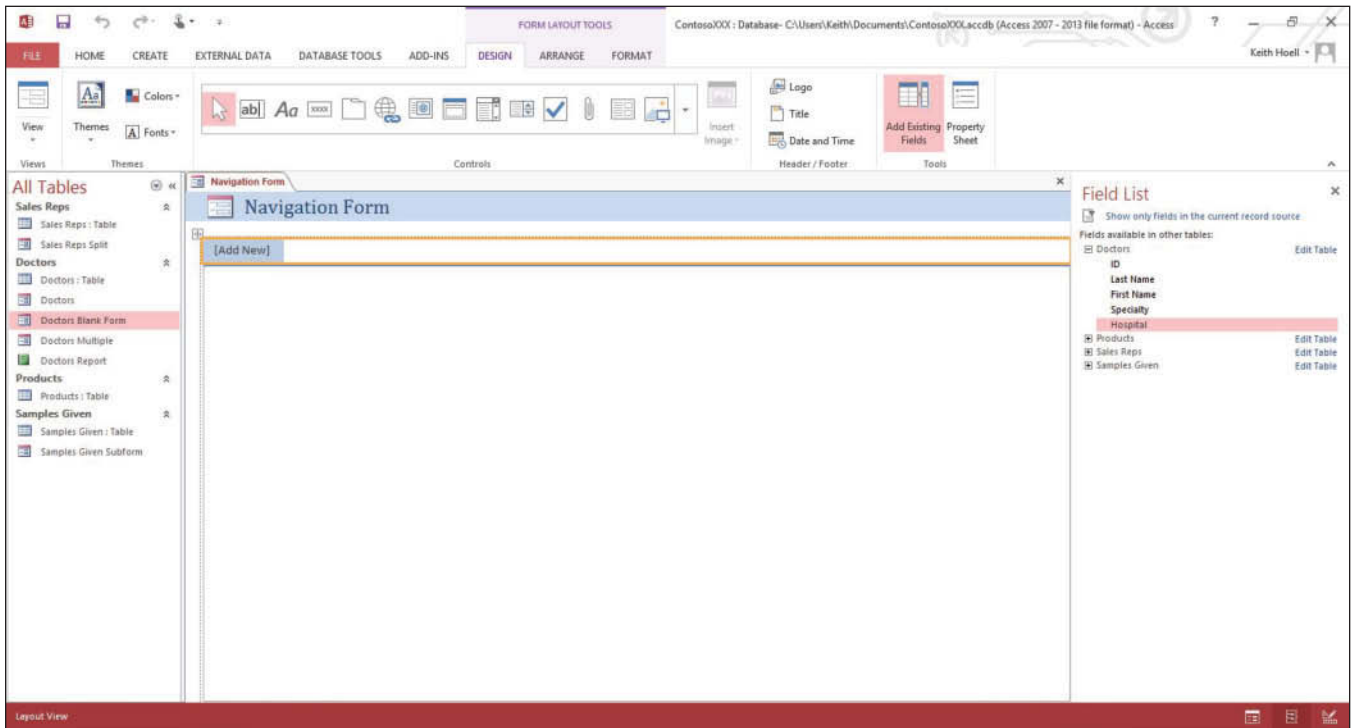 FORM LAYOUT TOOLS
ContosoXXX : Database- C:\Users\Keith\Documents\ContosoXXX.accdb (Access 2007 - 2013 file format) - Access
?
FILE HOME CREATE EXTERNAL DATA DATABASE TOOLS ADD-INS DESIGN ARRANGE FORMAT
Keith Hoell
View
Views
Aa
Themes
Colors
A Fonts
Themes
ab| Aa xxxx
Insert Image
Controls
Logo
Title
Date and Time
Header / Footer
Add Existing Fields
Property Sheet
Tools
All Tables
Sales Reps
Sales Reps : Table
Sales Reps Split
Doctors
Doctors : Table
Doctors
Doctors Blank Form
Doctors Multiple
Doctors Report
Products
Products : Table
Samples Given
Samples Given : Table
Samples Given Subform
Navigation Form
Navigation Form
[Add New]
Field List
Show only fields in the current record source
Fields available in other tables:
Doctors Edit Table
ID
Last Name
First Name
Specialty
Hospital
Products Edit Table
Sales Reps Edit Table
Samples Given Edit Table
Layout View